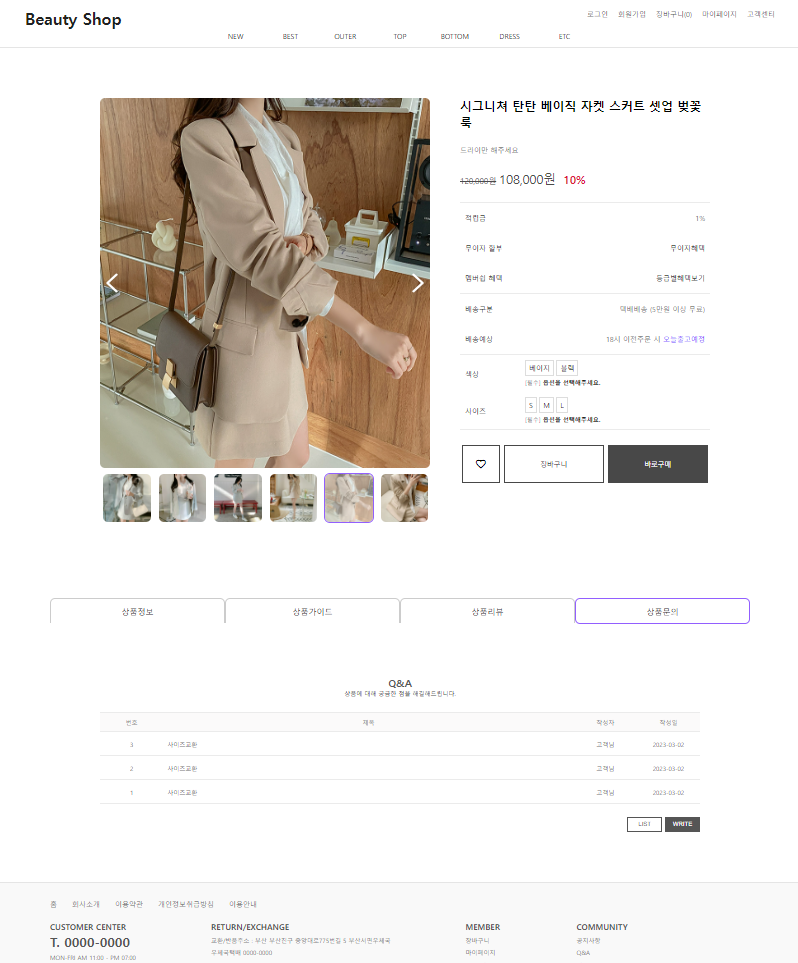 Beauty Shop
로그인 회원가입 장바구니(0) 마이페이지 고객센터
NEW BEST OUTER TOP BOTTOM DRESS ETC
시그니쳐 탄탄 베이직 자켓 스커트 셋업 벚꽃
룩
드라이만 해주세요
120,000원 108,000원 10%
적립금 1%
무이자 할부 무이자혜택
멤버쉽 혜택 등급별혜택보기
배송구분 택배배송 (5만원 이상 무료)
배송예상 18시 이전주문 시 오늘출고예정
색상 베이지 블랙
[필수] 옵션을 선택해주세요.
사이즈 S M L
[필수] 옵션을 선택해주세요.
장바구니 바로구매
상품정보 상품가이드 상품리뷰 상품문의
Q&A
상품에 대해 궁금한 점을 해결해드립니다.
번호 제목 작성자 작성일
3 사이즈교환 고객님 2023-03-02
2 사이즈교환 고객님 2023-03-02
1 사이즈교환 고객님 2023-03-02
LIST WRITE
홈 회사소개 이용약관 개인정보취급방침 이용안내
CUSTOMER CENTER RETURN/EXCHANGE MEMBER COMMUNITY
T. 0000-0000 교환/반품주소 : 부산 부산진구 중앙대로775번길 5 부산시민우체국 장바구니 공지사항
우체국택배 0000-0000 마이페이지 Q&A
MON-FRI AM 11:00 - PM 07:00